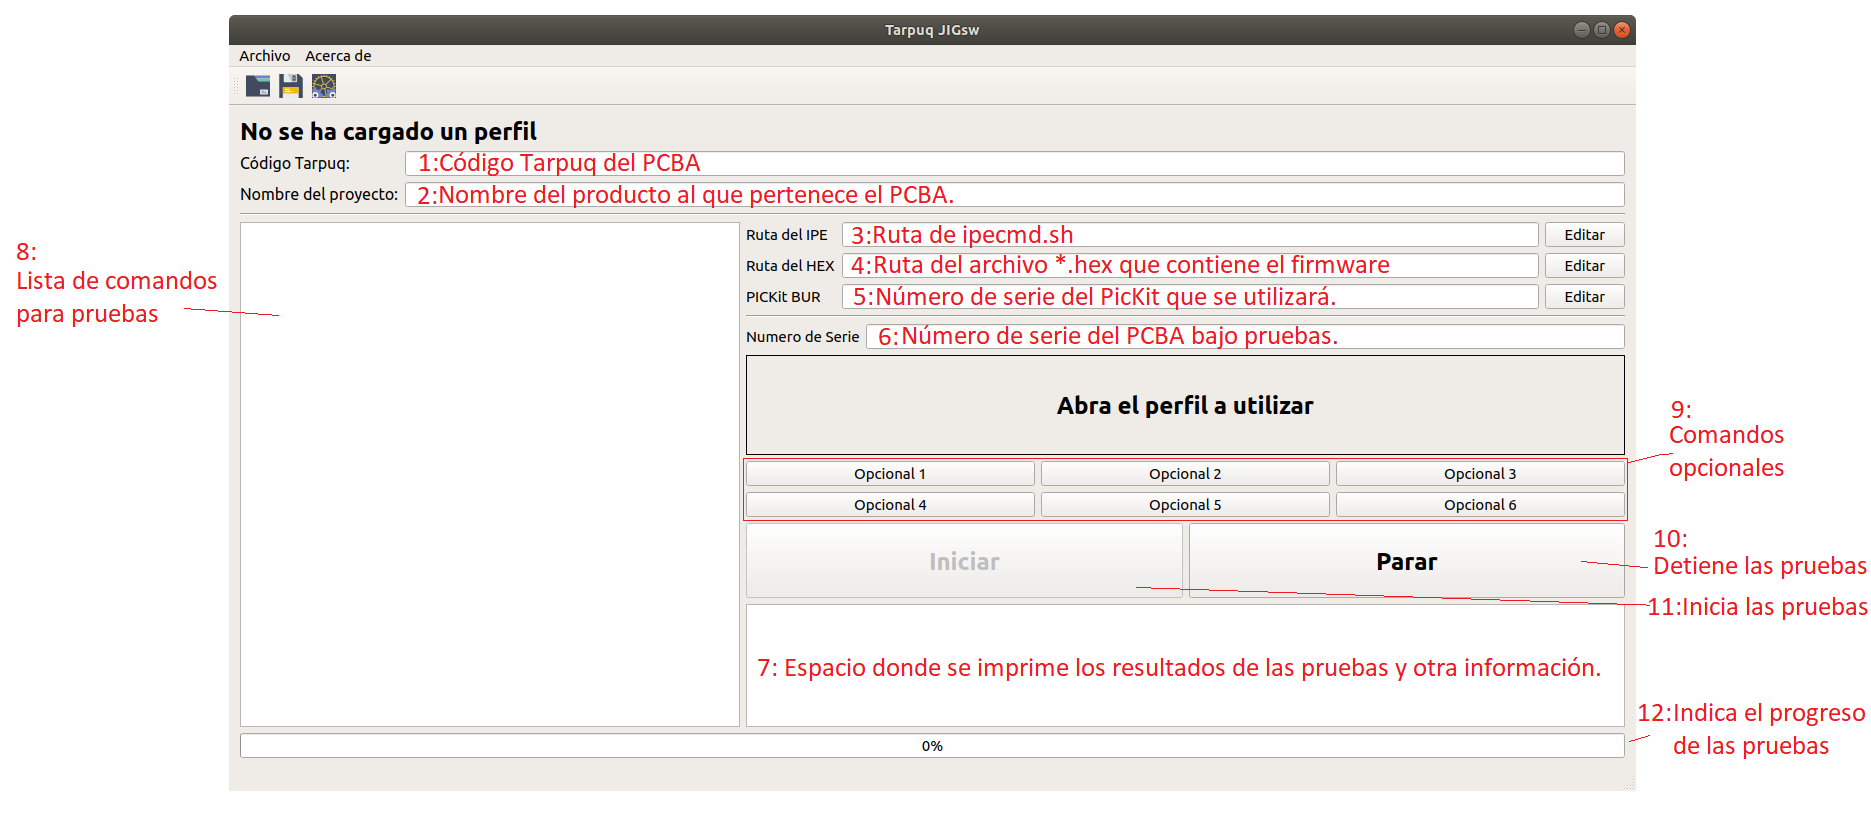 Tarpuq JIGsw
Archivo Acerca de
No se ha cargado un perfil
Código Tarpuq: 1:Código Tarpuq del PCBA
Nombre del proyecto: 2:Nombre del producto al que pertenece el PCBA.
8:
Lista de comandos
para pruebas
Ruta del IPE 3:Ruta de ipecmd.sh Editar
Ruta del HEX 4:Ruta del archivo *.hex que contiene el firmware Editar
PICKit BUR 5:Número de serie del PicKit que se utilizará. Editar
Numero de Serie 6:Número de serie del PCBA bajo pruebas.
Abra el perfil a utilizar
9:
Comandos
opcionales
Opcional 1 Opcional 2 Opcional 3
Opcional 4 Opcional 5 Opcional 6
Iniciar Parar
10:
Detiene las pruebas
11:Inicia las pruebas
7: Espacio donde se imprime los resultados de las pruebas y otra información.
12:Indica el progreso
de las pruebas
0%